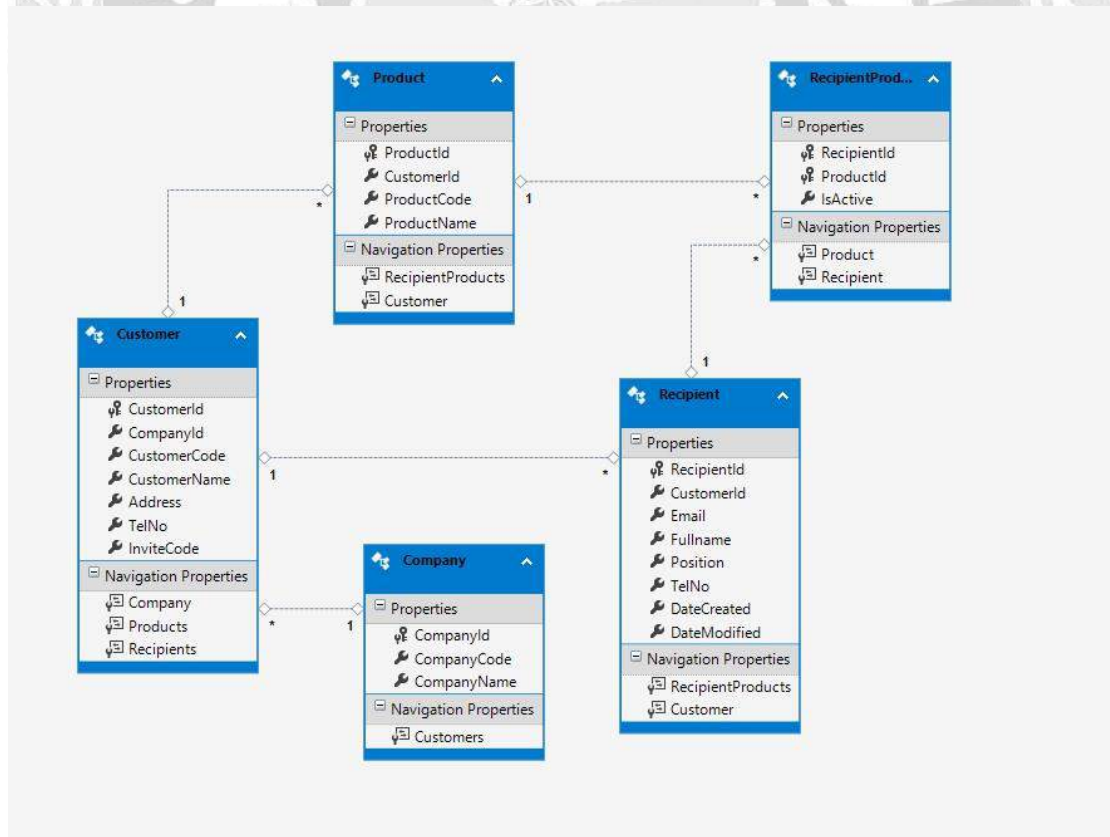 Product
Properties
ProductId
CustomerId
ProductCode
ProductName
Navigation Properties
RecipientProducts
Customer
RecipientProd...
Properties
RecipientId
ProductId
IsActive
Navigation Properties
Product
Recipient
*
1
1
*
*
1
Customer
Properties
CustomerId
CompanyId
CustomerCode
CustomerName
Address
TelNo
InviteCode
Navigation Properties
Company
Products
Recipients
1
*
*
1
Company
Properties
CompanyId
CompanyCode
CompanyName
Navigation Properties
Customers
Recipient
Properties
RecipientId
CustomerId
Email
Fullname
Position
TelNo
DateCreated
DateModified
Navigation Properties
RecipientProducts
Customer